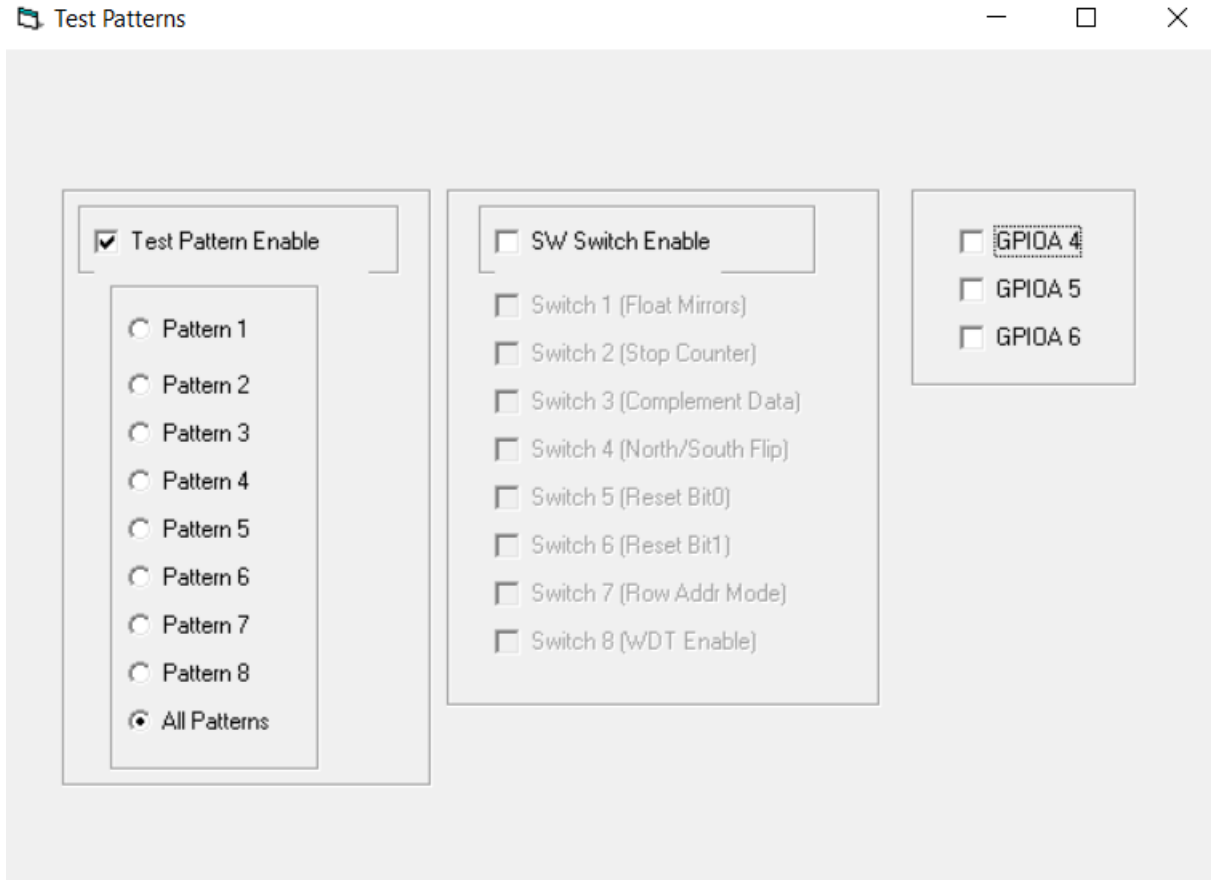 Test Patterns
Test Pattern Enable
Pattern 1
Pattern 2
Pattern 3
Pattern 4
Pattern 5
Pattern 6
Pattern 7
Pattern 8
All Patterns
SW Switch Enable
Switch 1 (Float Mirrors)
Switch 2 (Stop Counter)
Switch 3 (Complement Data)
Switch 4 (North/South Flip)
Switch 5 (Reset Bit0)
Switch 6 (Reset Bit1)
Switch 7 (Row Addr Mode)
Switch 8 (WDT Enable)
GPIOA 4
GPIOA 5
GPIOA 6